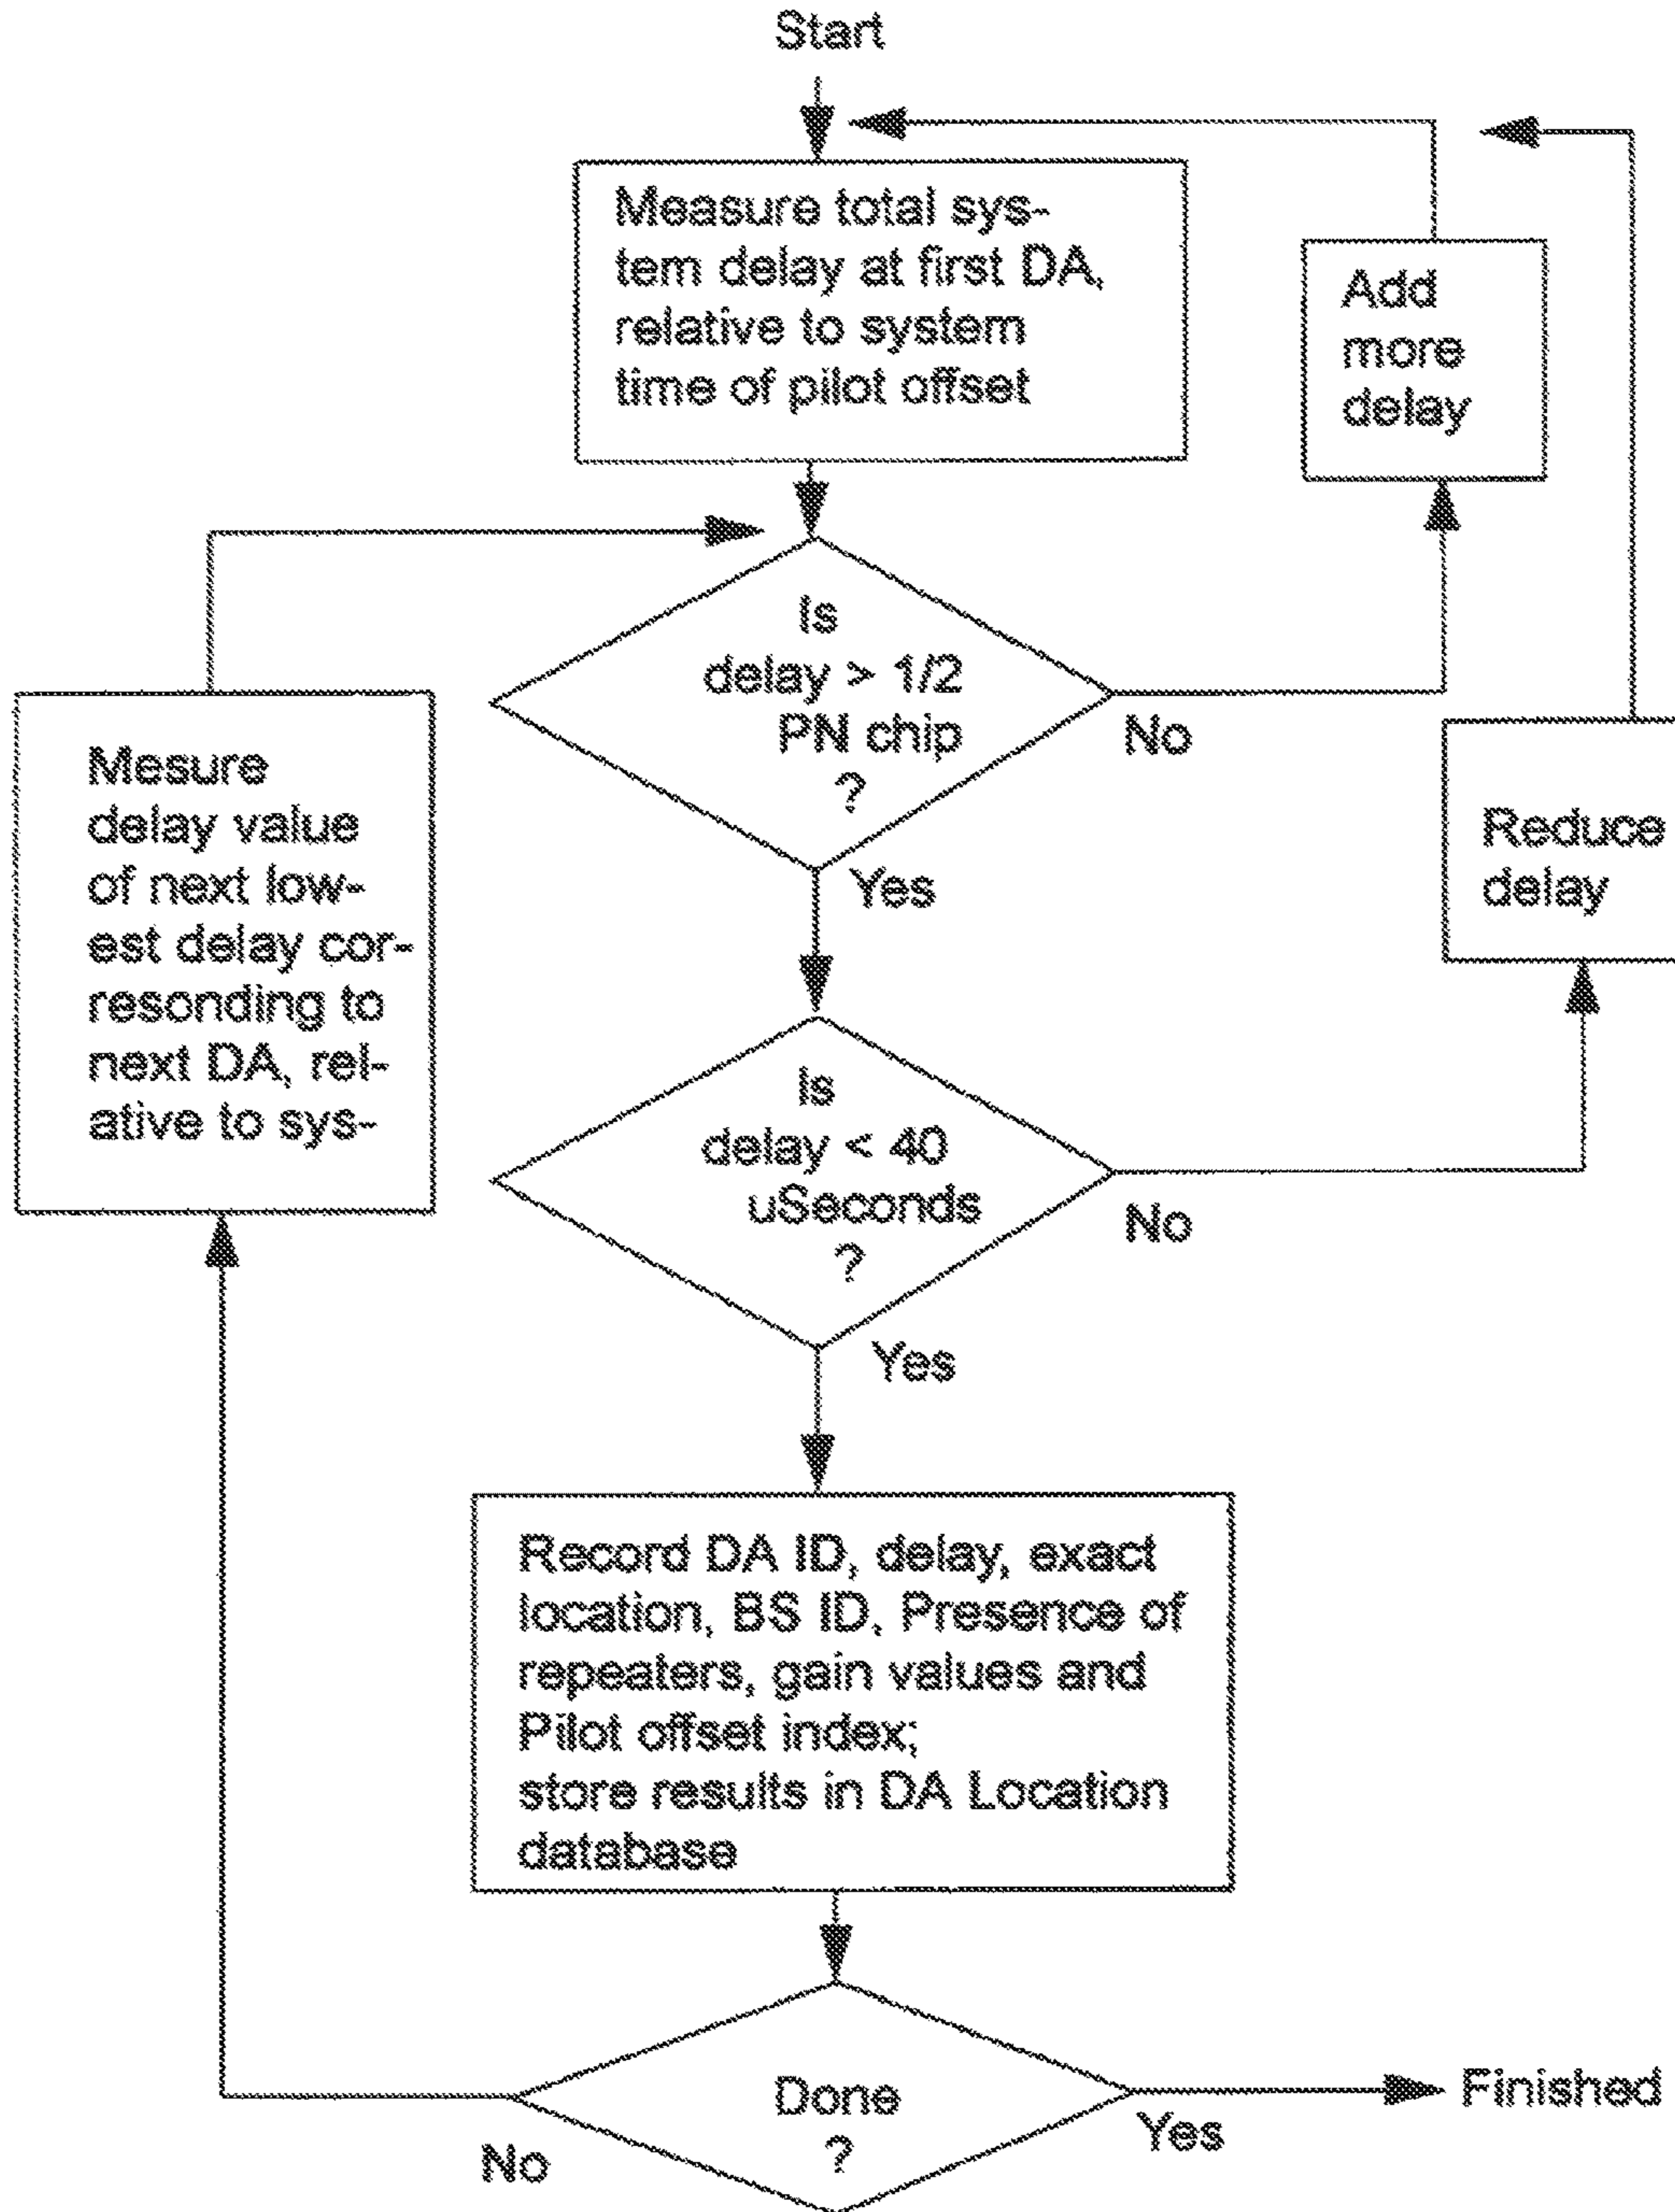 Start
Measure total sys-
tem delay at first DA,
relative to system
time of pilot offset
Add
more
delay
Is
delay > 1/2
PN chip
?
No
Yes
Mesure
delay value
of next low-
est delay cor-
resonding to
next DA, rel-
ative to sys-
Reduce
delay
Is
delay < 40
uSeconds
?
No
Yes
Record DA ID, delay, exact
location, BS ID, Presence of
repeaters, gain values and
Pilot offset index;
store results in DA Location
database
Done
?
No
Yes
Finished